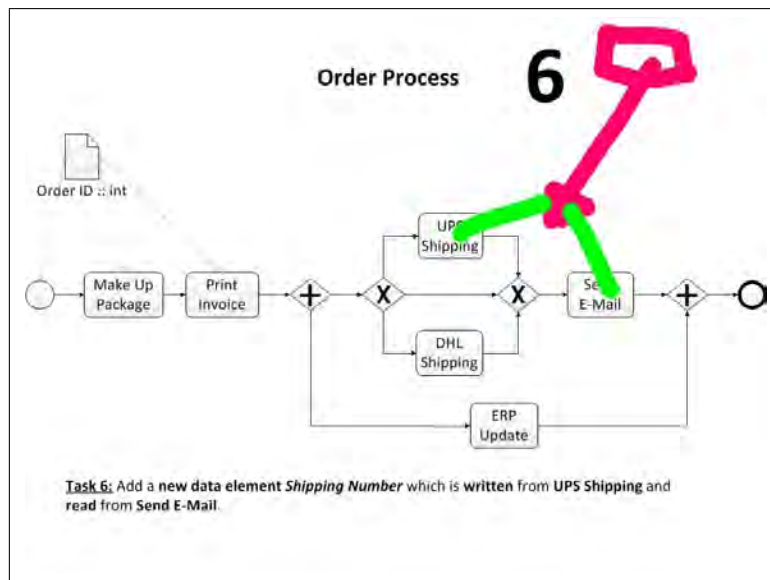 Order Process
6
Order ID :: int
UPS
Shipping
Make Up
Package
Print
Invoice
X
X
E-Mail
DHL
Shipping
ERP
Update
Task 6: Add a new data element Shipping Number which is written from UPS Shipping and
read from Send E-Mail.